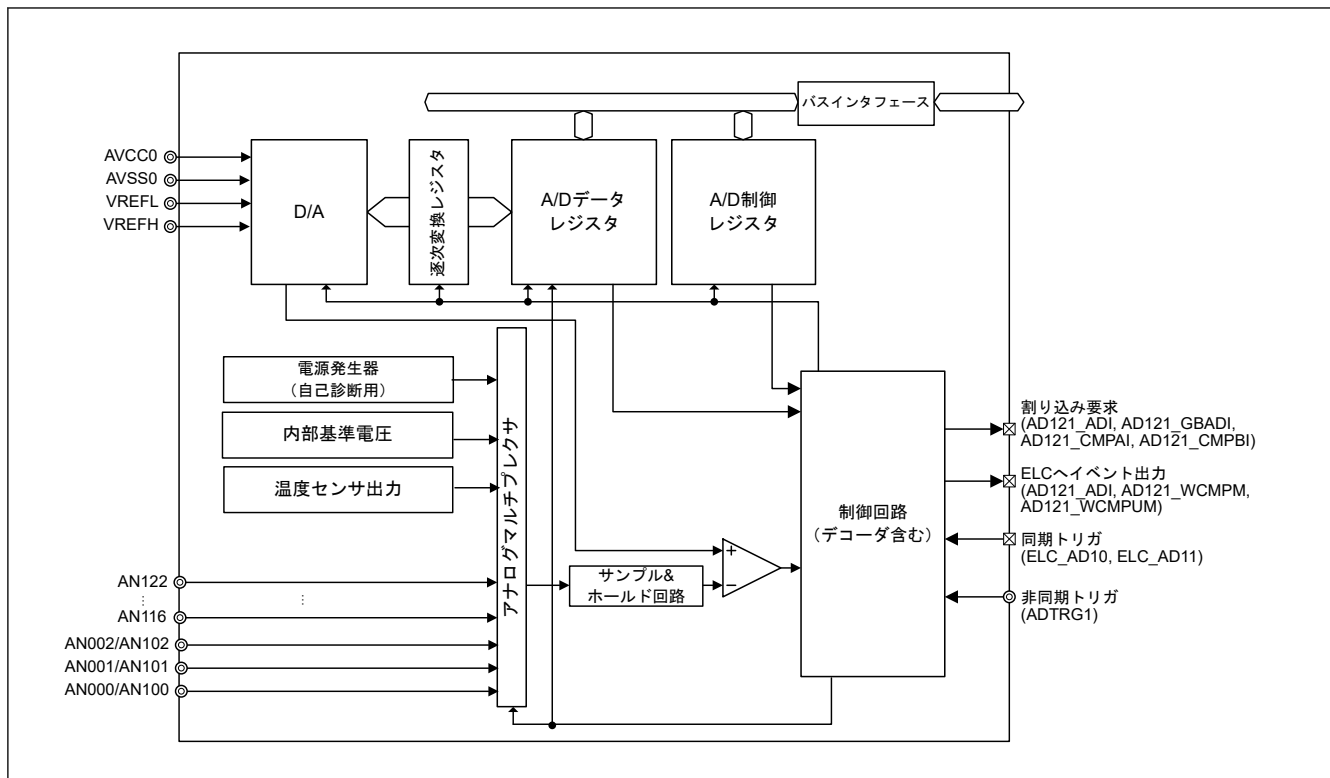 バスインタフェース
AVCC0
AVSS0
VREFL
VREFH
D/A
逐次変換レジスタ
A/Dデータ
レジスタ
A/D制御
レジスタ
電源発生器
（自己診断用）
内部基準電圧
温度センサ出力
アナログマルチプレクサ
AN122
…
…
AN116
AN002/AN102
AN001/AN101
AN000/AN100
サンプル&
ホールド回路
+
−
制御回路
（デコーダ含む）
割り込み要求
(AD121_ADI, AD121_GBADI,
AD121_CMPAI, AD121_CMPBI)
ELCへイベント出力
(AD121_ADI, AD121_WCMPM,
AD121_WCMPUM)
同期トリガ
(ELC_AD10, ELC_AD11)
非同期トリガ
(ADTRG1)